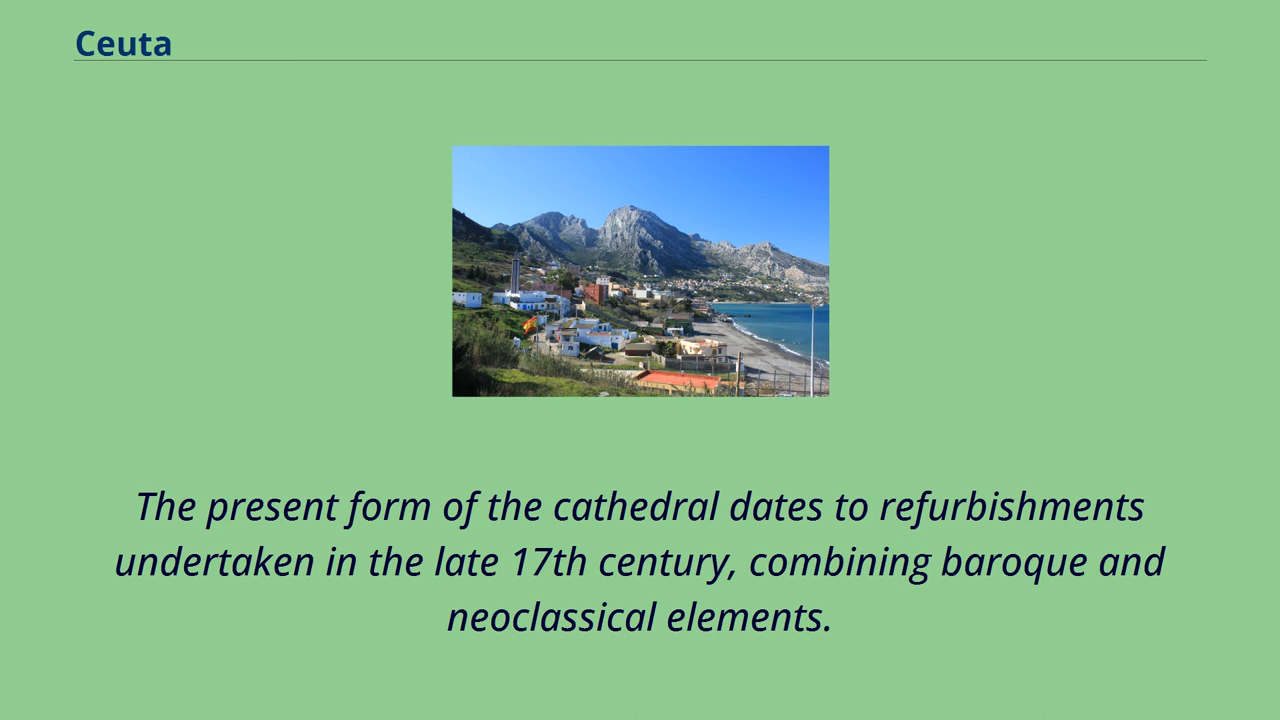 Ceuta
The present form of the cathedral dates to refurbishments
undertaken in the late 17th century, combining baroque and
neoclassical elements.